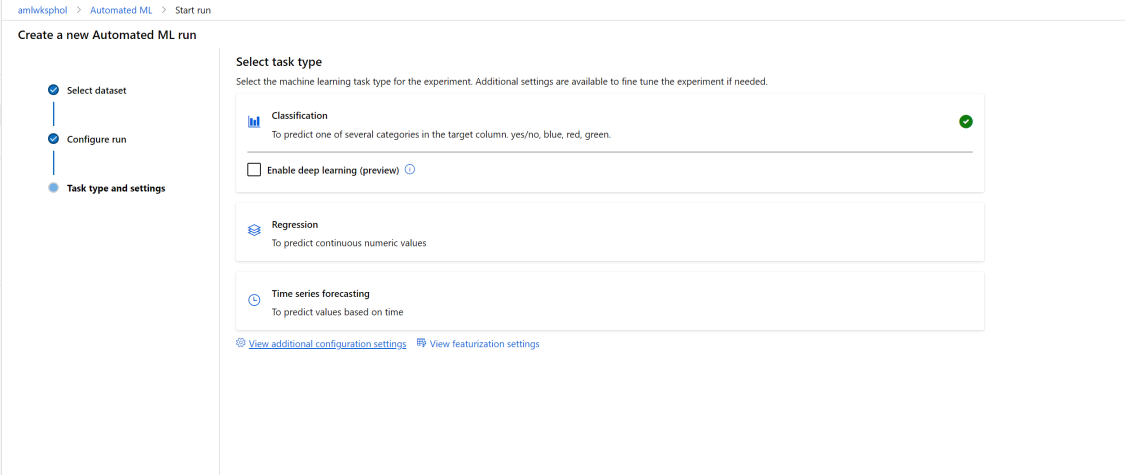 amlwksphol > Automated ML > Start run
Create a new Automated ML run
Select dataset
Configure run
Task type and settings
Select task type
Select the machine learning task type for the experiment. Additional settings are available to fine tune the experiment if needed.
Classification
To predict one of several categories in the target column. yes/no, blue, red, green.
Enable deep learning (preview)
Regression
To predict continuous numeric values
Time series forecasting
To predict values based on time
View additional configuration settings View featurization settings